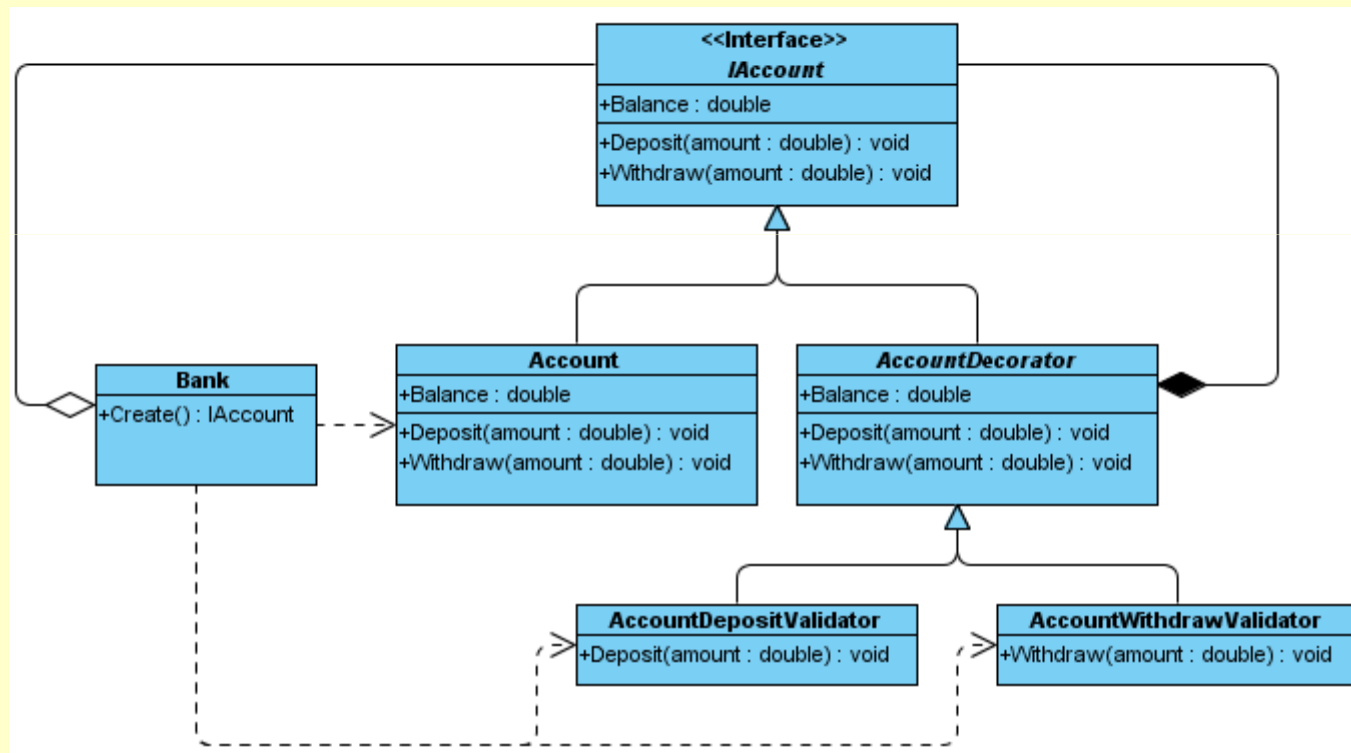 <<Interface>>
IAccount
+Balance : double
+Deposit(amount : double) : void
+Withdraw(amount : double) : void
Bank
+Create() : IAccount
Account
+Balance : double
+Deposit(amount : double) : void
+Withdraw(amount : double) : void
AccountDecorator
+Balance : double
+Deposit(amount : double) : void
+Withdraw(amount : double) : void
AccountDepositValidator
+Deposit(amount : double) : void
AccountWithdrawValidator
+Withdraw(amount : double) : void